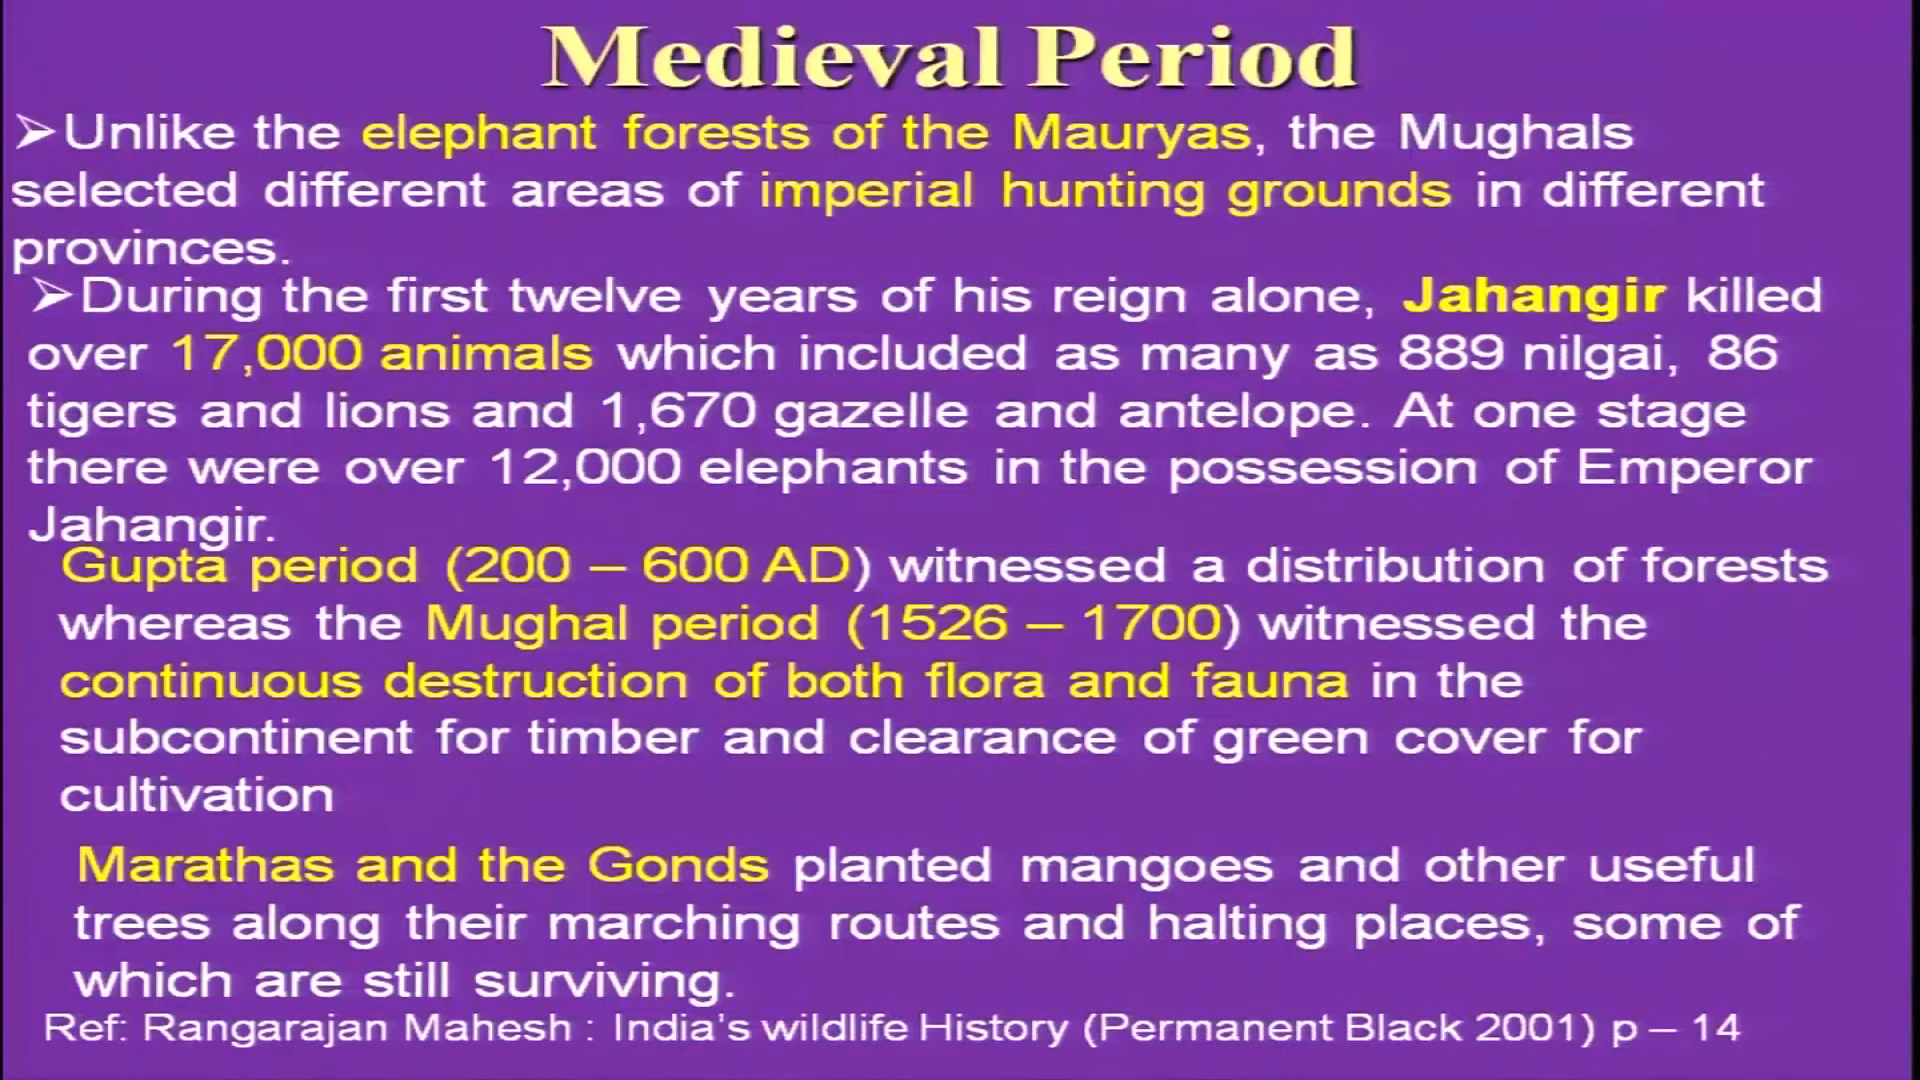 Medieval Period
➢Unlike the elephant forests of the Mauryas, the Mughals
selected different areas of imperial hunting grounds in different
provinces.
➢During the first twelve years of his reign alone, Jahangir killed
over 17,000 animals which included as many as 889 nilgai, 86
tigers and lions and 1,670 gazelle and antelope. At one stage
there were over 12,000 elephants in the possession of Emperor
Jahangir.
Gupta period (200 – 600 AD) witnessed a distribution of forests
whereas the Mughal period (1526 – 1700) witnessed the
continuous destruction of both flora and fauna in the
subcontinent for timber and clearance of green cover for
cultivation
Marathas and the Gonds planted mangoes and other useful
trees along their marching routes and halting places, some of
which are still surviving.
Ref: Rangarajan Mahesh : India's wildlife History (Permanent Black 2001) p – 14